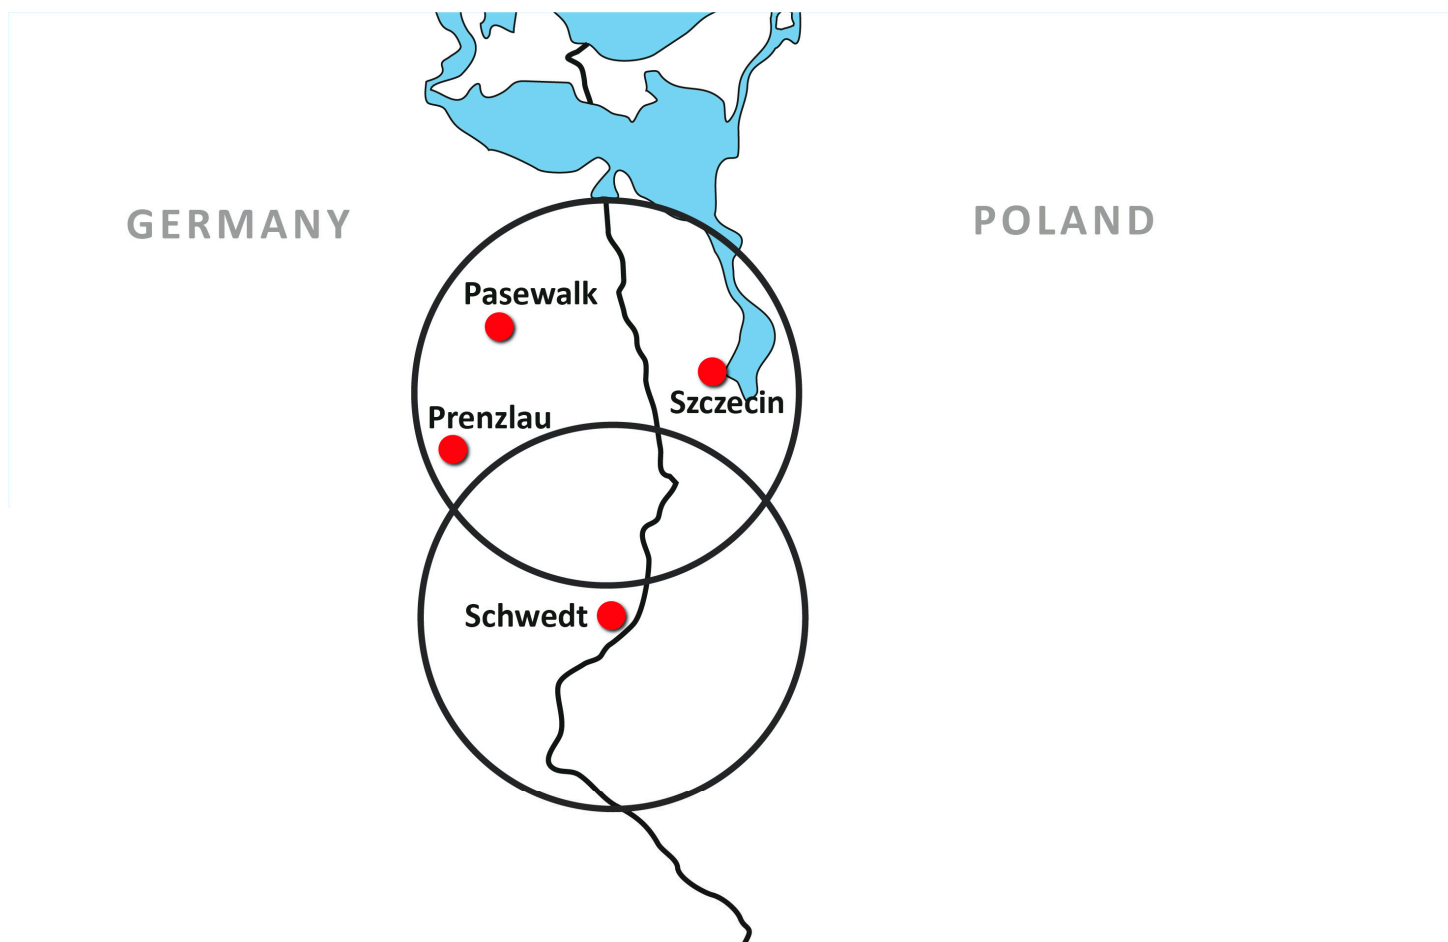 GERMANY
POLAND
Pasewalk
Szczecin
Prenzlau
Schwedt